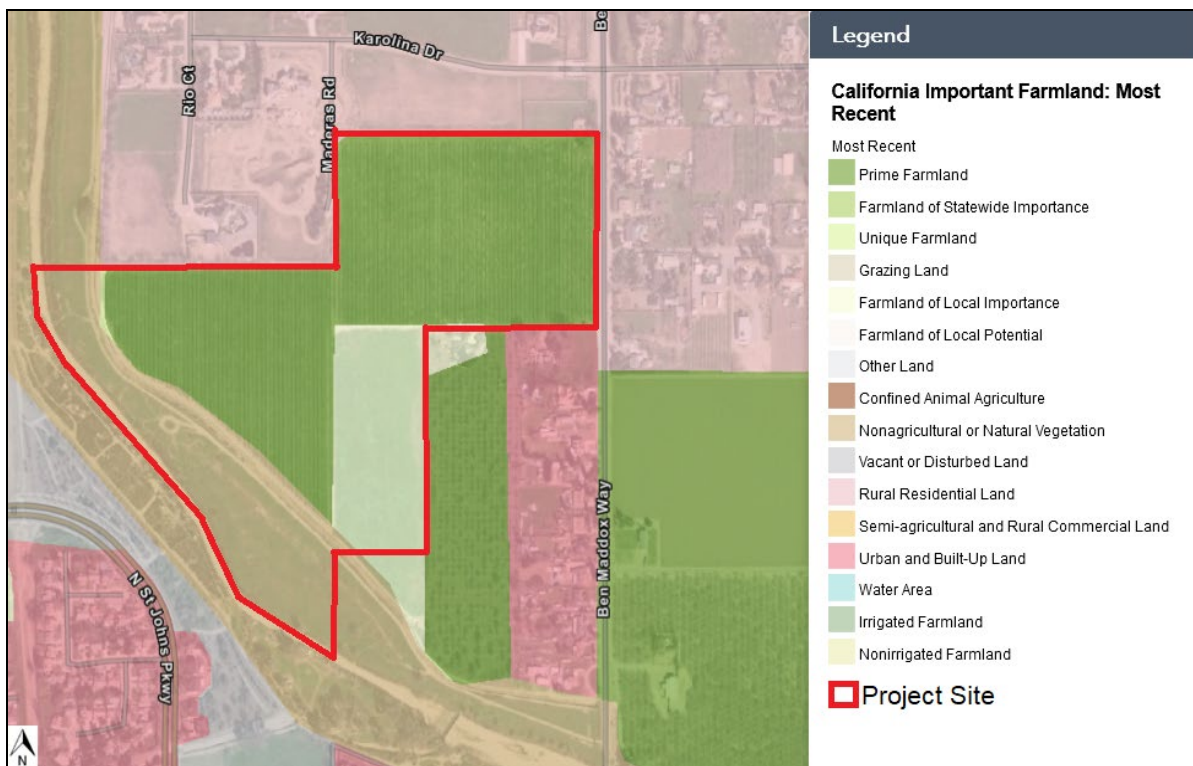 Karolina Dr
Be
Rio Ct
Maderas Rd
Ben Maddox Way
N St Johns Pkwy
N
Legend
California Important Farmland: Most
Recent
Most Recent
Prime Farmland
Farmland of Statewide Importance
Unique Farmland
Grazing Land
Farmland of Local Importance
Farmland of Local Potential
Other Land
Confined Animal Agriculture
Nonagricultural or Natural Vegetation
Vacant or Disturbed Land
Rural Residential Land
Semi-agricultural and Rural Commercial Land
Urban and Built-Up Land
Water Area
Irrigated Farmland
Nonirrigated Farmland
Project Site